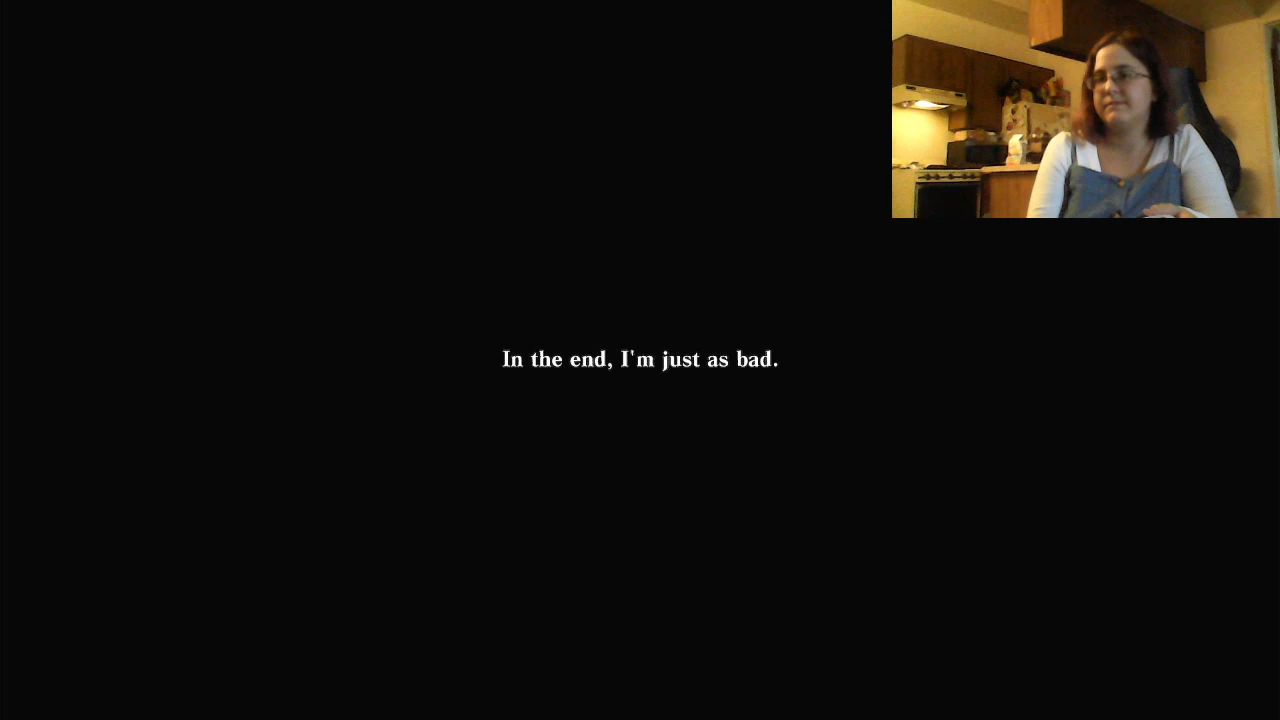 In the end, I'm just as bad.